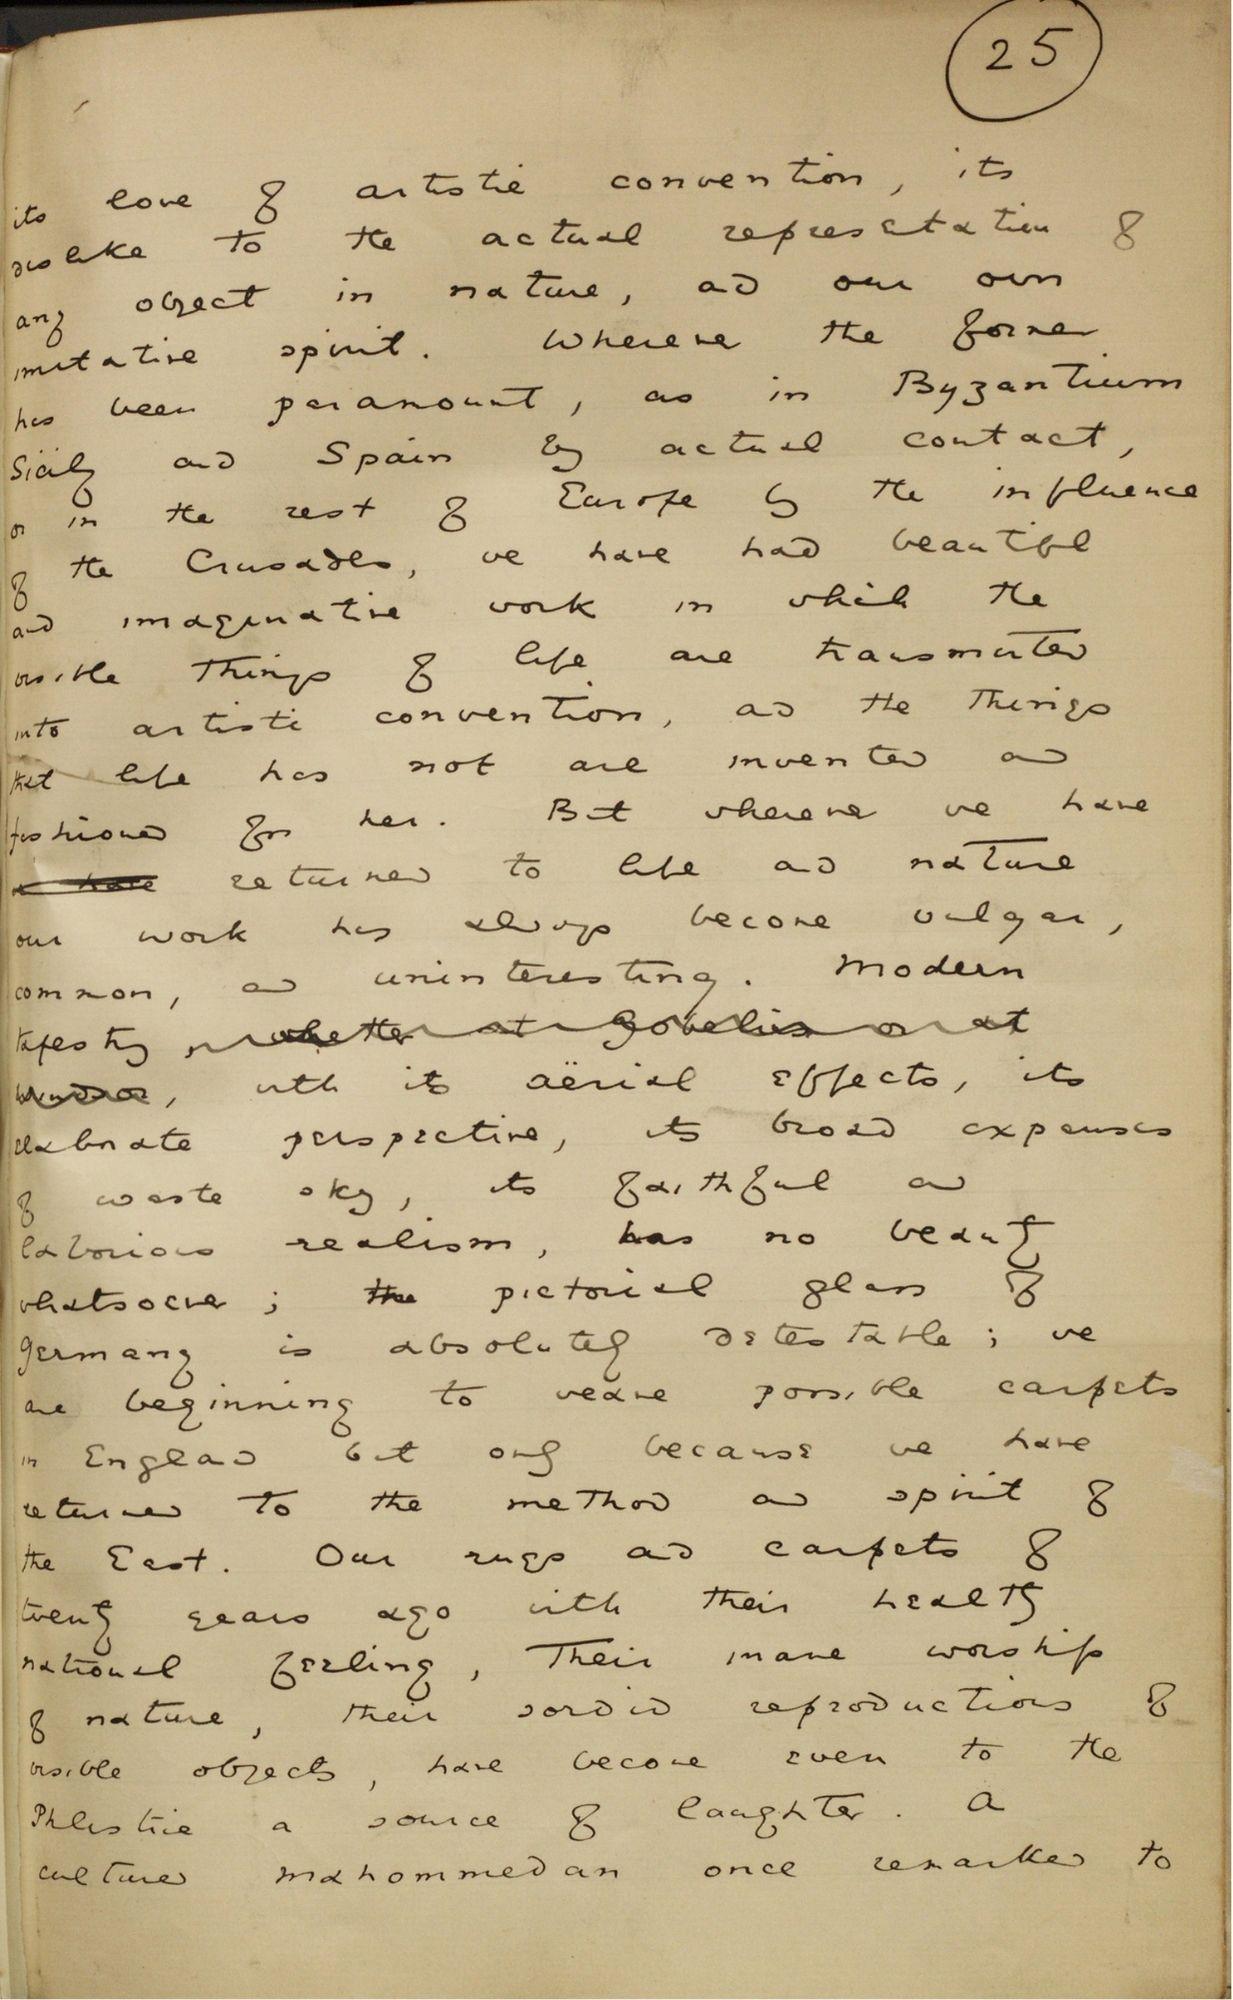 25
its love of artistic convention, its
dislike to the actual representation of
any object in nature, and our own
imitative spirit. Wherever the former
has been paramount, as in Byzantium
Sicily and Spain by actual contact,
or in the rest of Europe by the influence
of the Crusades, we have had beautiful
and imaginative work in which the
visible things of life are transmuted
into artistic convention, and the things
that life has not are invented and
fashioned for her. But wherever we have
have returned to life and nature
our work has always become vulgar,
common, and uninteresting. Modern
tapestry, whether at Gobelins or at
Windsor, with its aërial effects, its
elaborate perspective, its broad expanses
of waste sky, its faithful and
laborious realism, has no beauty
whatsoever; the pictorial glass of
Germany is absolutely detestable; we
are beginning to weave possible carpets
in England but only because we have
returned to the method and spirit of
the East. Our rugs and carpets of
twenty years ago with their healthy
national feeling, their inane worship
of nature, their sordid reproductions of
visible objects, have become even to the
Philistine a source of laughter. A
cultured Mahommedan once remarked to